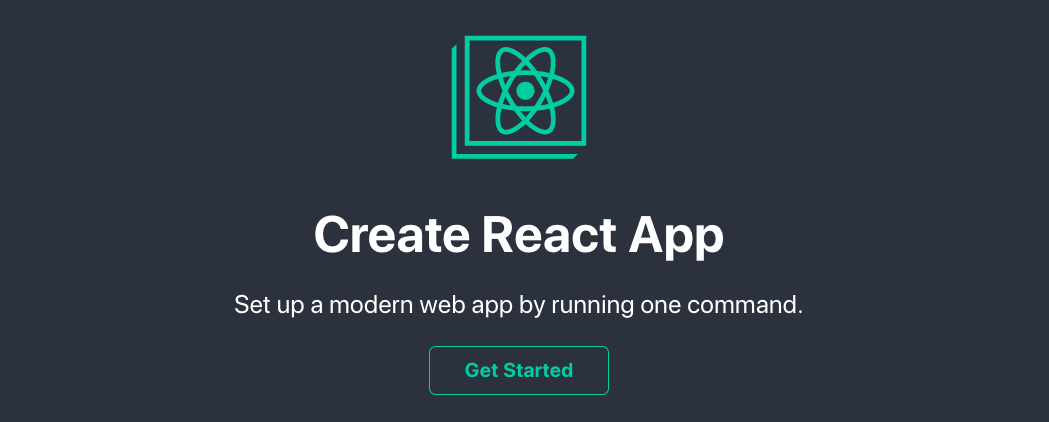 Create React App
Set up a modern web app by running one command.
Get Started